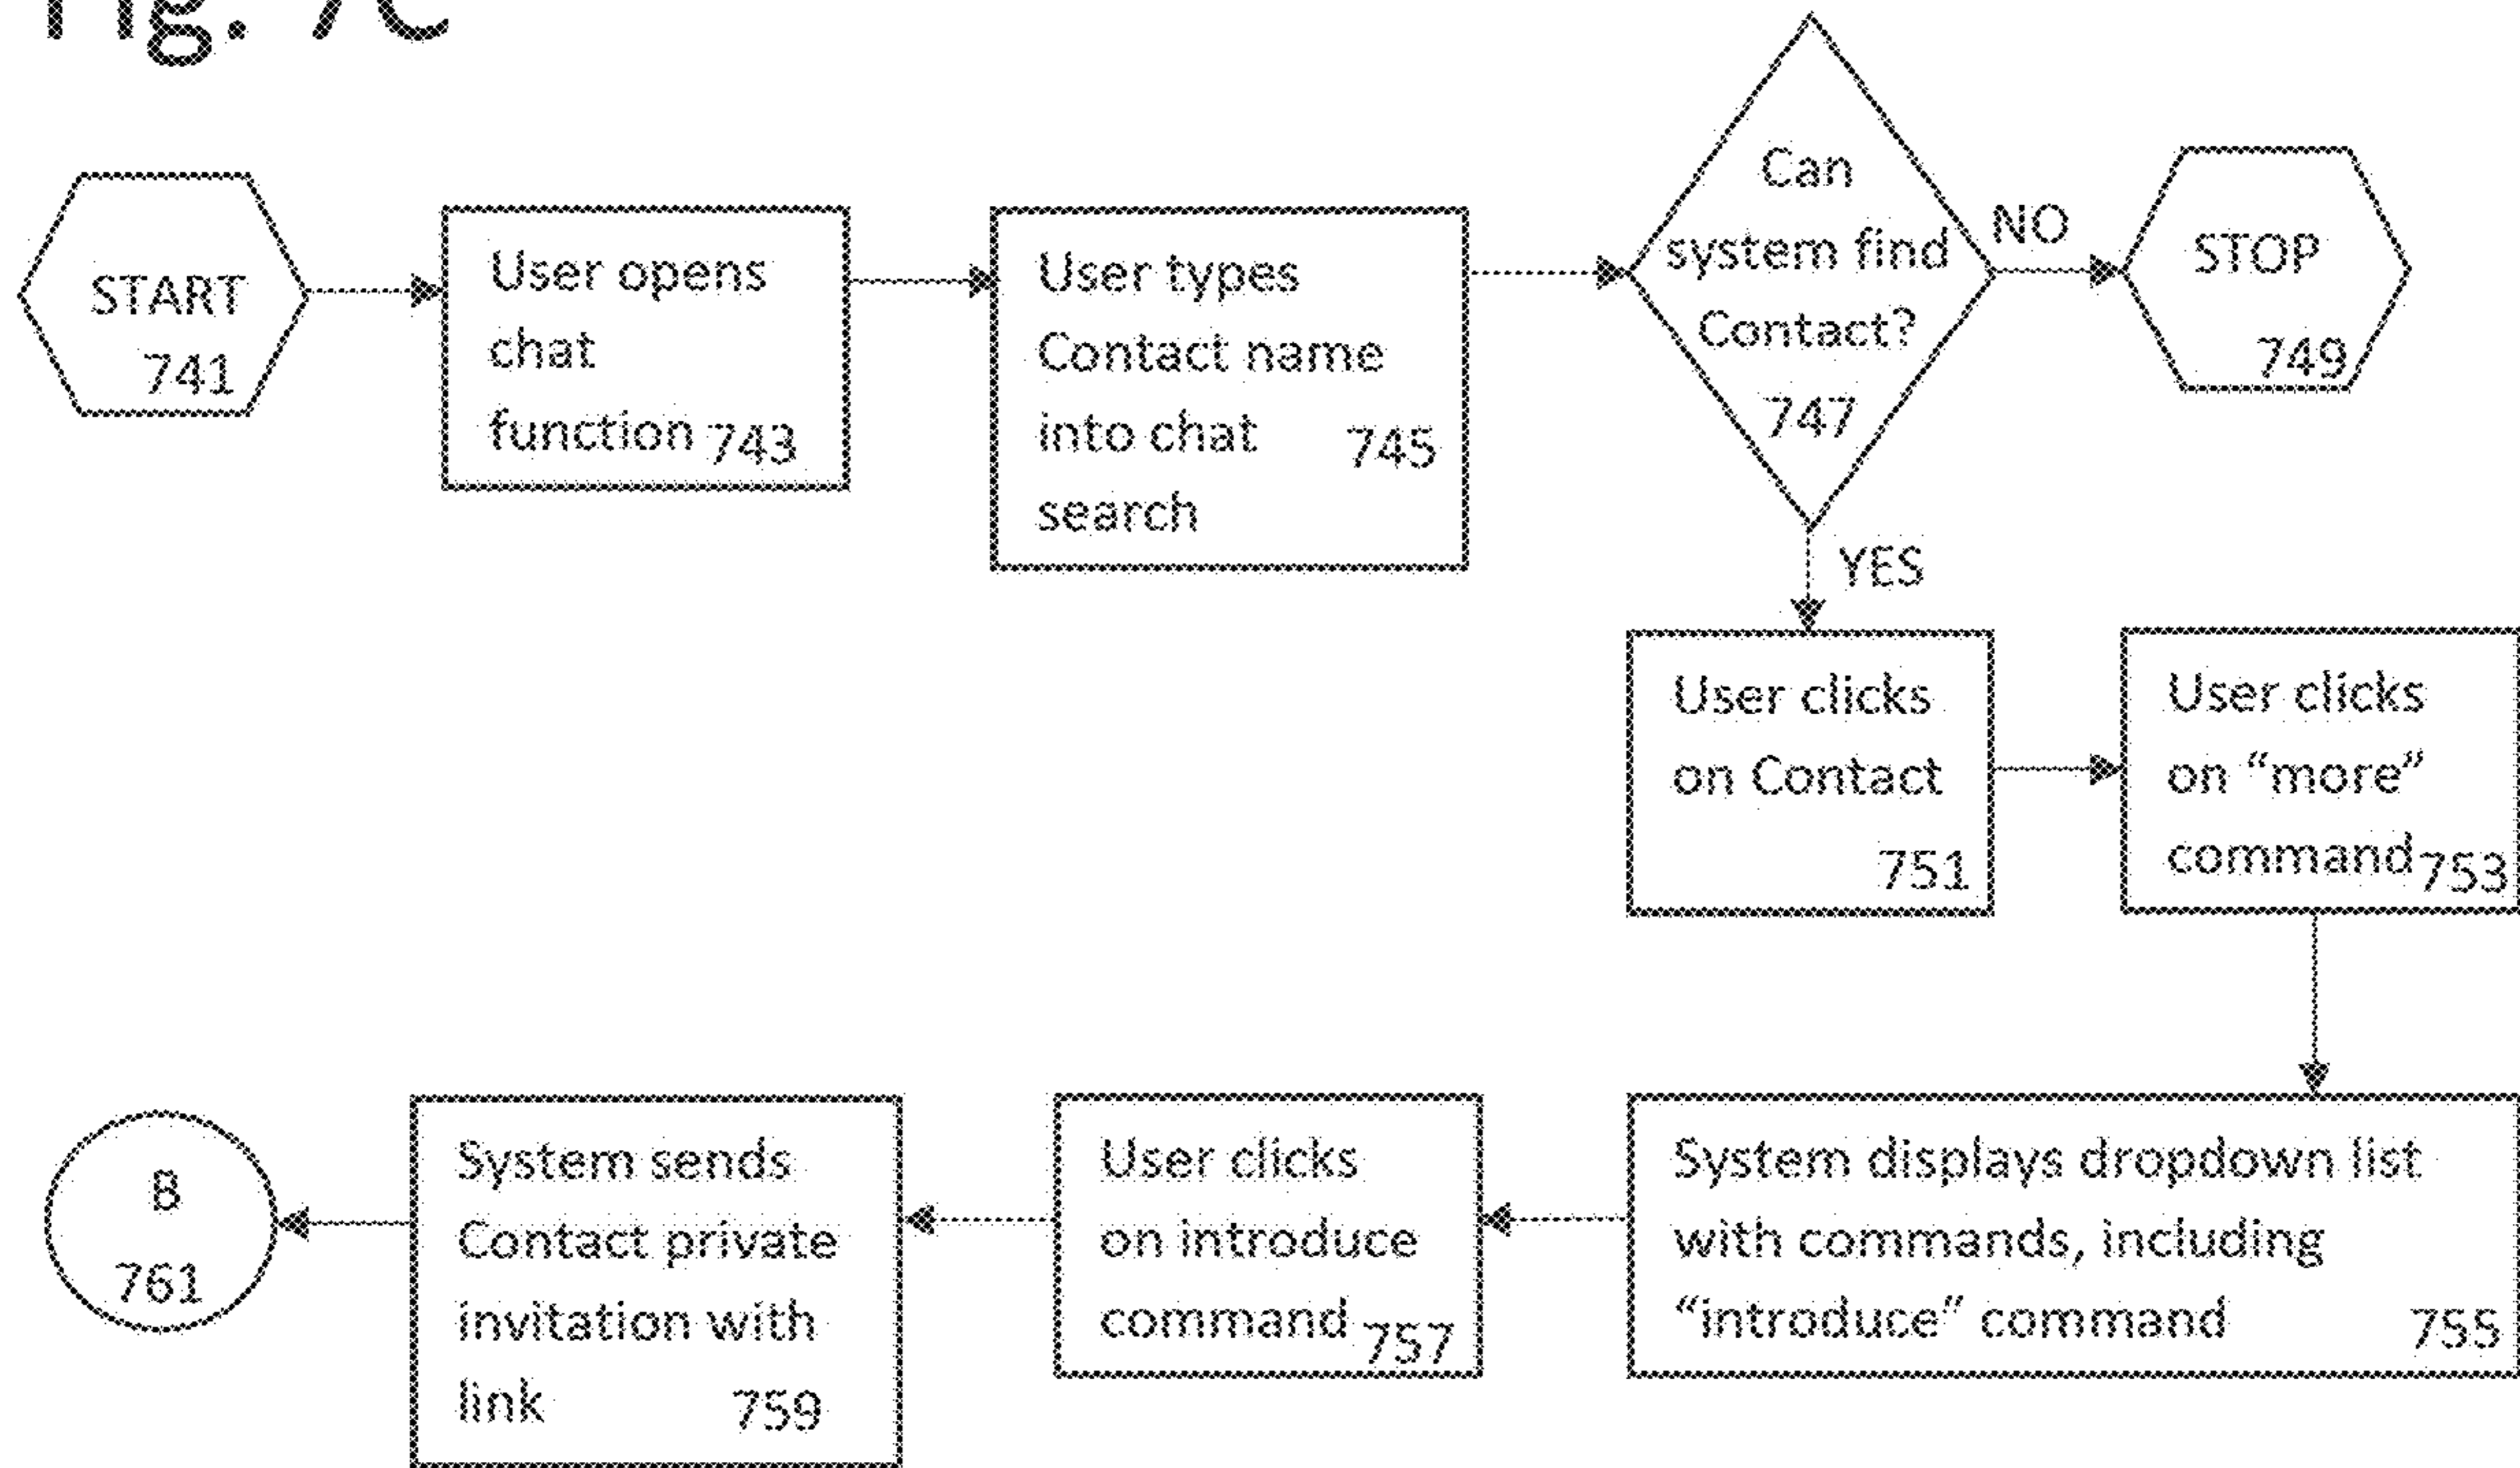 Fig. 7C
START
741
User opens
chat
function 743
User types
Contact name
into chat 745
search
Can
system find
Contact?
747
NO
STOP
749
YES
User clicks
on Contact
751
User clicks
on “more”
command 753
System displays dropdown list
with commands, including
“introduce” command 755
User clicks
on introduce
command 757
System sends
Contact private
invitation with
link 759
B
761